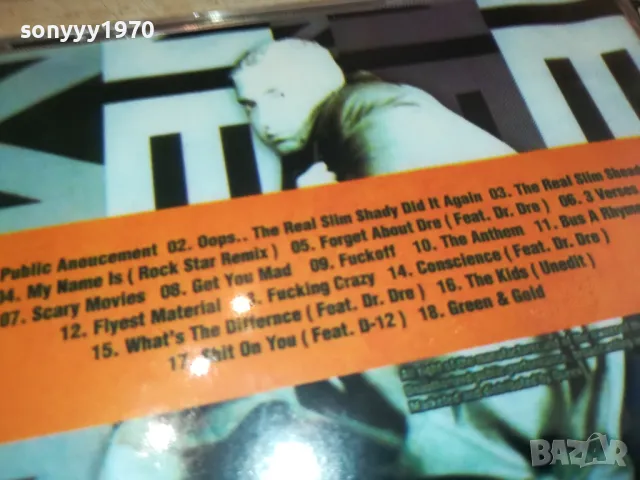 sonyyy1970
Public Anoucement 02. Oops.. The Real Slim Shady Did It Again 03. The Real Slim Shady
04. My Name Is ( Rock Star Remix ) 05. Forget About Dre ( Feat. Dr. Dre ) 06. 3 Verses
07. Scary Movies 08. Get You Mad 09. Fuckoff 10. The Anthem 11. Bus A Rhyme
12. Flyest Material Fucking Crazy 14. Conscience ( Feat. Dr. Dre )
15. What's The Differnce ( Feat. Dr. Dre ) 16. The Kids ( Unedit )
17. Shit On You ( Feat. D-12 ) 18. Green & Gold
BAZAR
bg